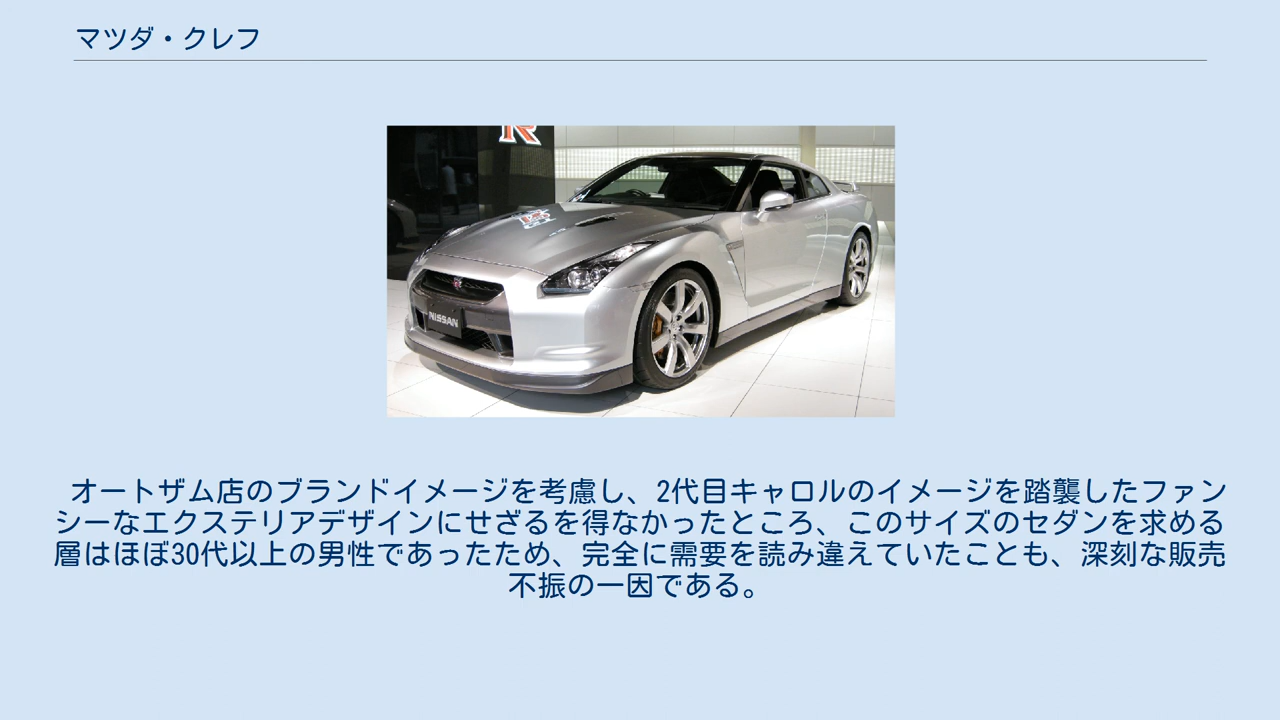 マツダ・クレフ
R
NISSAN
オートザム店のブランドイメージを考慮し、2代目キャロルのイメージを踏襲したファン
シーなエクステリアデザインにせざるを得なかったところ、このサイズのセダンを求める
層はほぼ30代以上の男性であったため、完全に需要を読み違えていたことも、深刻な販売
不振の一因である。